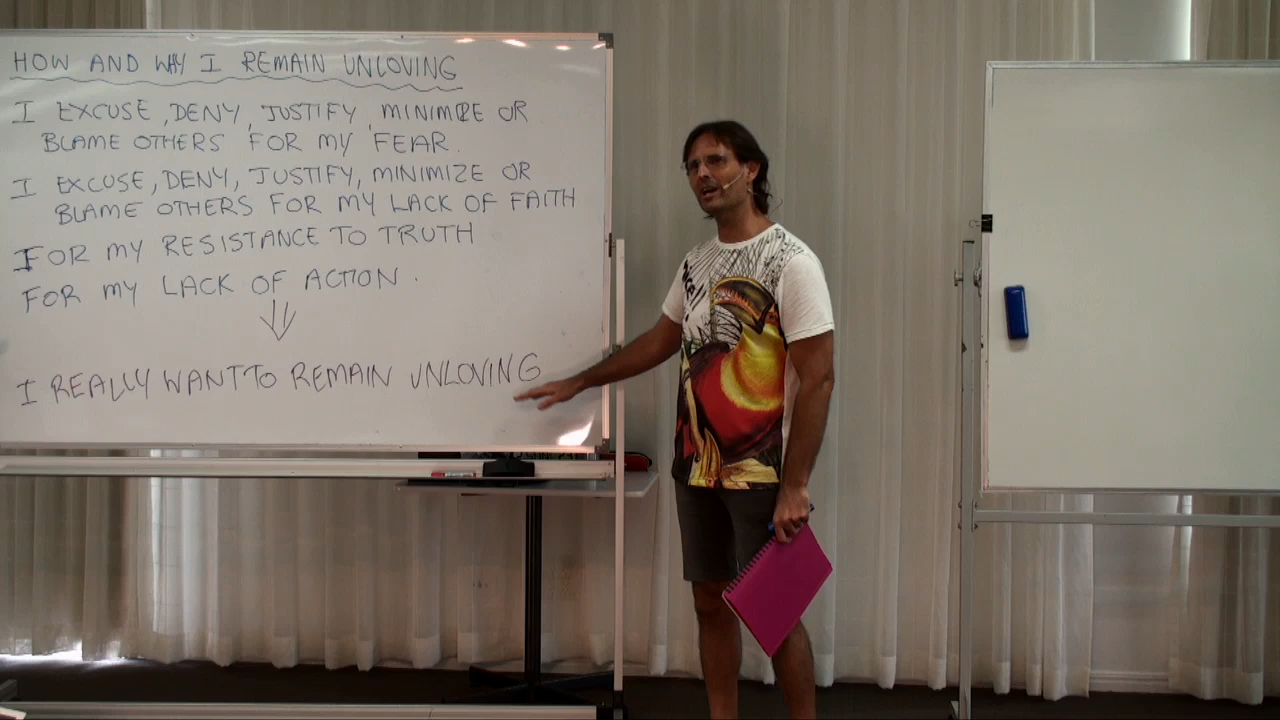 HOW AND WHY I REMAIN UNLOVING
I EXCUSE, DENY, JUSTIFY, MINIMIZE OR
BLAME OTHERS FOR MY FEAR.
I EXCUSE, DENY, JUSTIFY, MINIMIZE OR
BLAME OTHERS FOR MY LACK OF FAITH
FOR MY RESISTANCE TO TRUTH
FOR MY LACK OF ACTION.
I REALLY WANT TO REMAIN UNLOVING